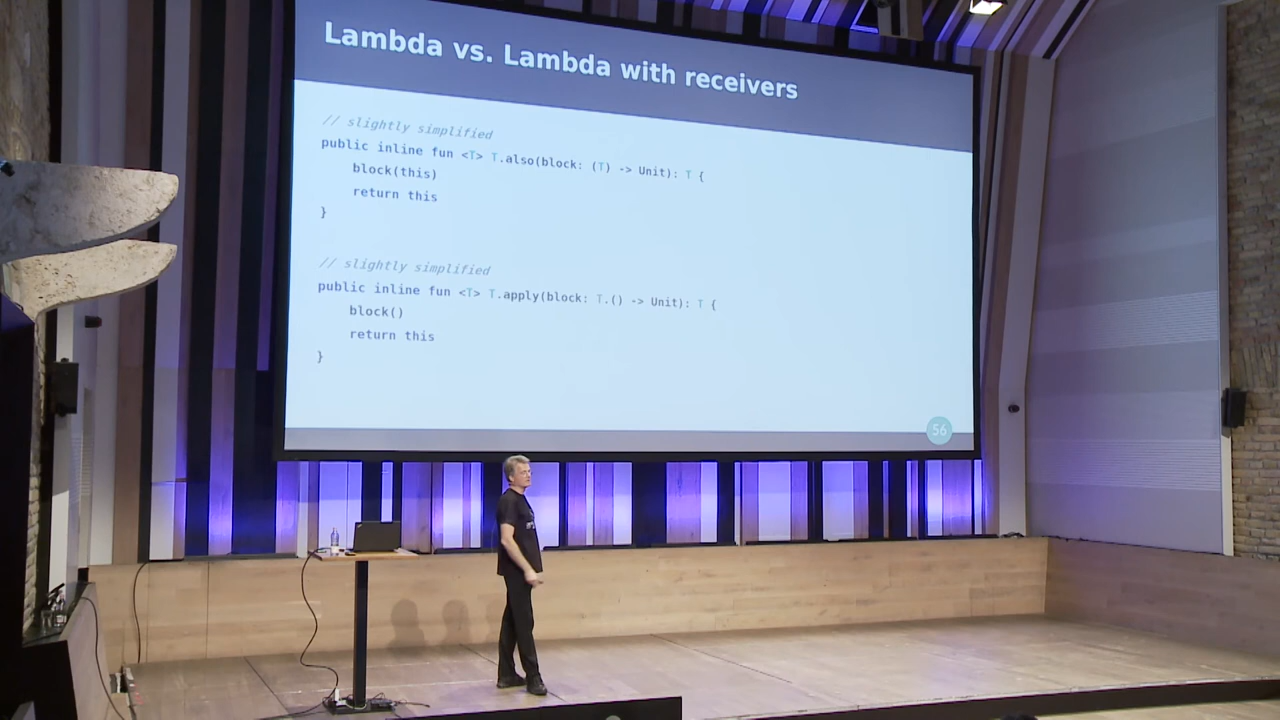 Lambda vs. Lambda with receivers
// slightly simplified
public inline fun <T> T.also(block: (T) -> Unit): T {
block(this)
return this
}
// slightly simplified
public inline fun <T> T.apply(block: T.() -> Unit): T {
block()
return this
}
56